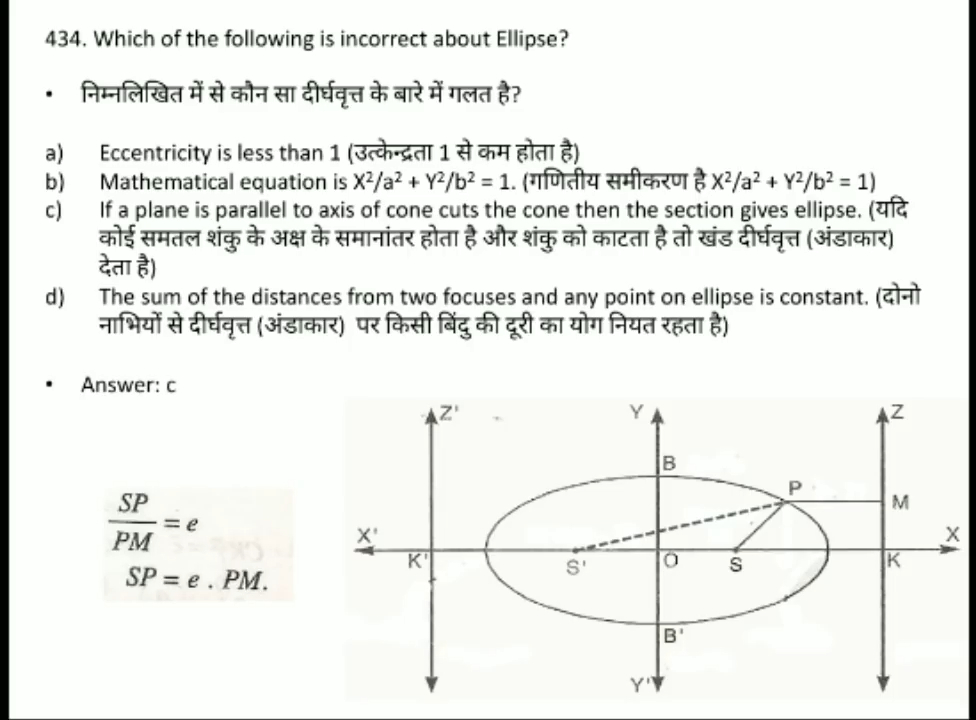 434. Which of the following is incorrect about Ellipse?
• निम्नलिखित में से कौन सा दीर्घवृत्त के बारे में गलत है?
a) Eccentricity is less than 1 (उत्केन्द्रता 1 से कम होता है)
b) Mathematical equation is X²/a² + Y²/b² = 1. (गणितीय समीकरण है X²/a² + Y²/b² = 1)
c) If a plane is parallel to axis of cone cuts the cone then the section gives ellipse. (यदि
कोई समतल शंकु के अक्ष के समानांतर होता है और शंकु को काटता है तो खंड दीर्घवृत्त (अंडाकार)
देता है)
d) The sum of the distances from two focuses and any point on ellipse is constant. (दोनो
नाभियों से दीर्घवृत्त (अंडाकार) पर किसी बिंदु की दूरी का योग नियत रहता है)
• Answer: c
Z' Y Z
B
P
SP/PM = e
M
X' X
K' S' O S K
SP = e . PM.
B'
Y'